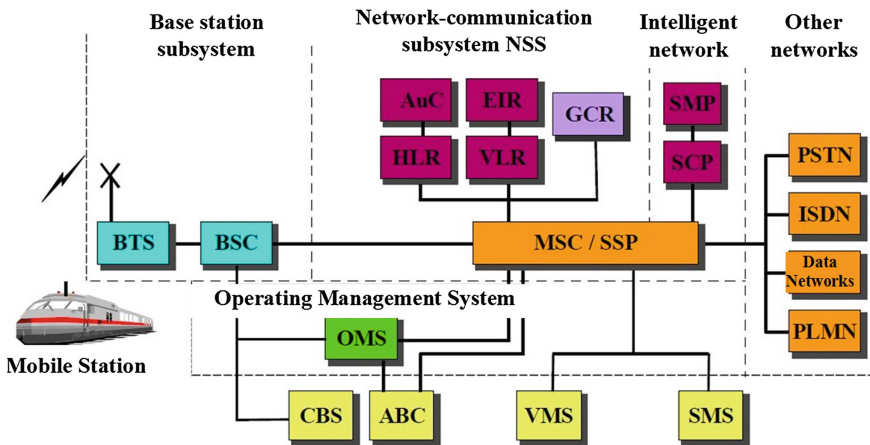 Base station
subsystem
Network-communication
subsystem NSS
Intelligent
network
Other
networks
AuC
EIR
GCR
SMP
HLR
VLR
SCP
PSTN
ISDN
BTS
BSC
MSC / SSP
Data
Networks
Operating Management System
OMS
PLMN
Mobile Station
CBS
ABC
VMS
SMS